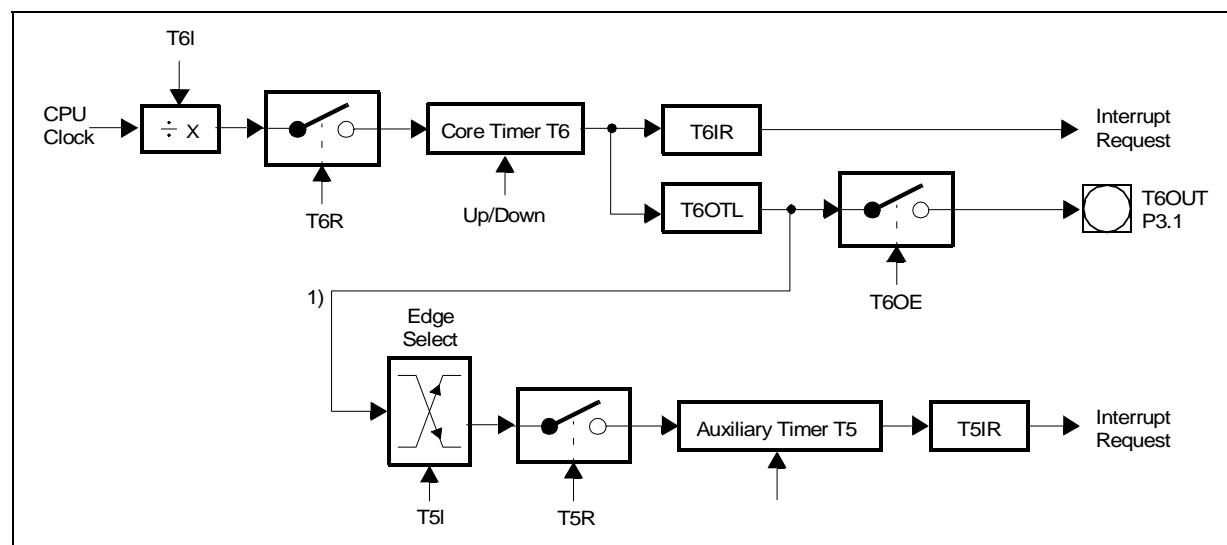 T6I
CPU
Clock
÷ X
T6R
Core Timer T6
Up/Down
T6IR
Interrupt
Request
T6OTL
T6OE
T6OUT
P3.1
1)
Edge
Select
T5I
T5R
Auxiliary Timer T5
T5IR
Interrupt
Request